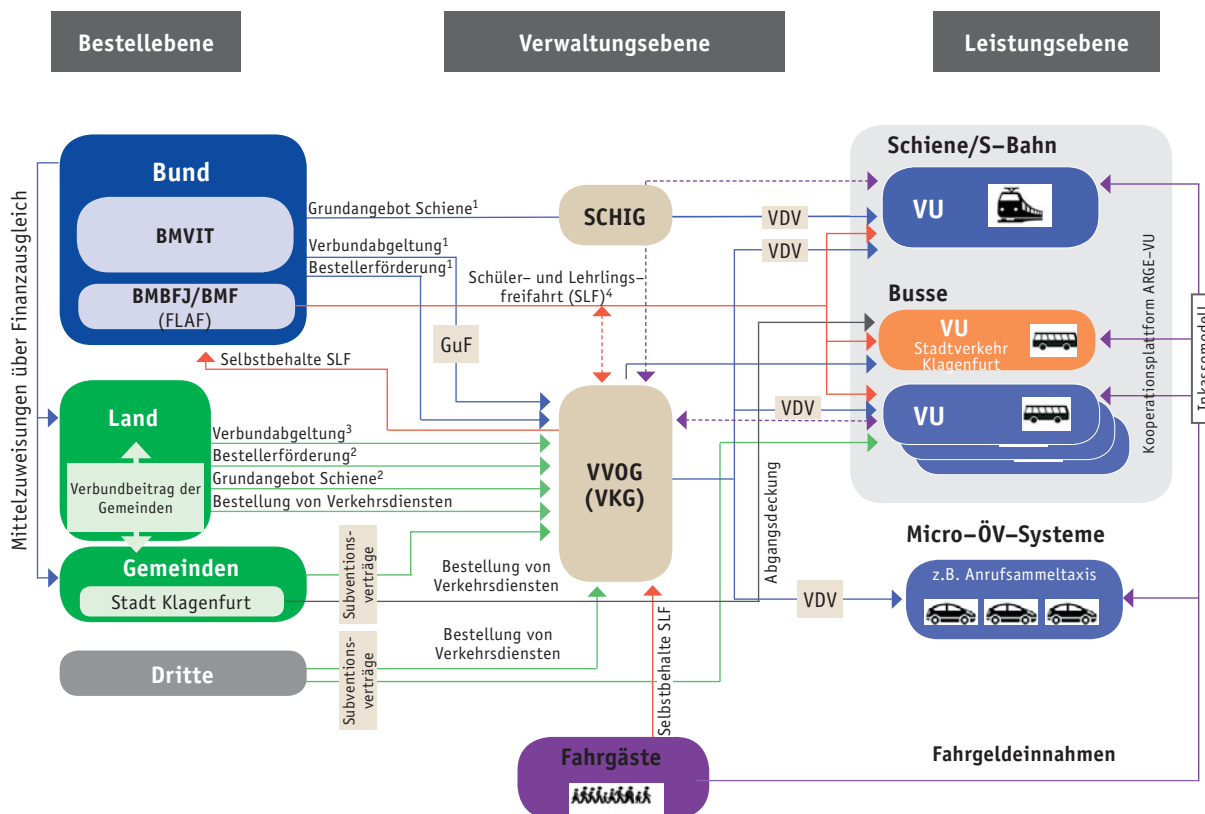 Bestellebene
Verwaltungsebene
Leistungsebene
Mittelzuweisungen über Finanzausgleich
Bund
BMVIT
BMBFJ/BMF
(FLAF)
Grundangebot Schiene¹
Verbundabgeltung¹
Bestellerförderung¹
Schüler- und Lehrlings-
freifahrt (SLF)⁴
GuF
Selbstbehalte SLF
Land
Verbundbeitrag der
Gemeinden
Verbundabgeltung³
Bestellerförderung²
Grundangebot Schiene²
Bestellung von Verkehrsdiensten
Gemeinden
Stadt Klagenfurt
Subventions-
verträge
Bestellung von
Verkehrsdiensten
Dritte
Subventions-
verträge
Bestellung von
Verkehrsdiensten
SCHIG
VVOG
(VKG)
Selbstbehalte SLF
Fahrgäste
VDV
VDV
VDV
VDV
Abgangsdeckung
Schiene/S-Bahn
VU
Busse
VU
Stadtverkehr
Klagenfurt
VU
Kooperationsplattform ARGE-VU
Inkassomodell
Micro-ÖV-Systeme
z.B. Anrufsammeltaxis
Fahrgeldeinnahmen